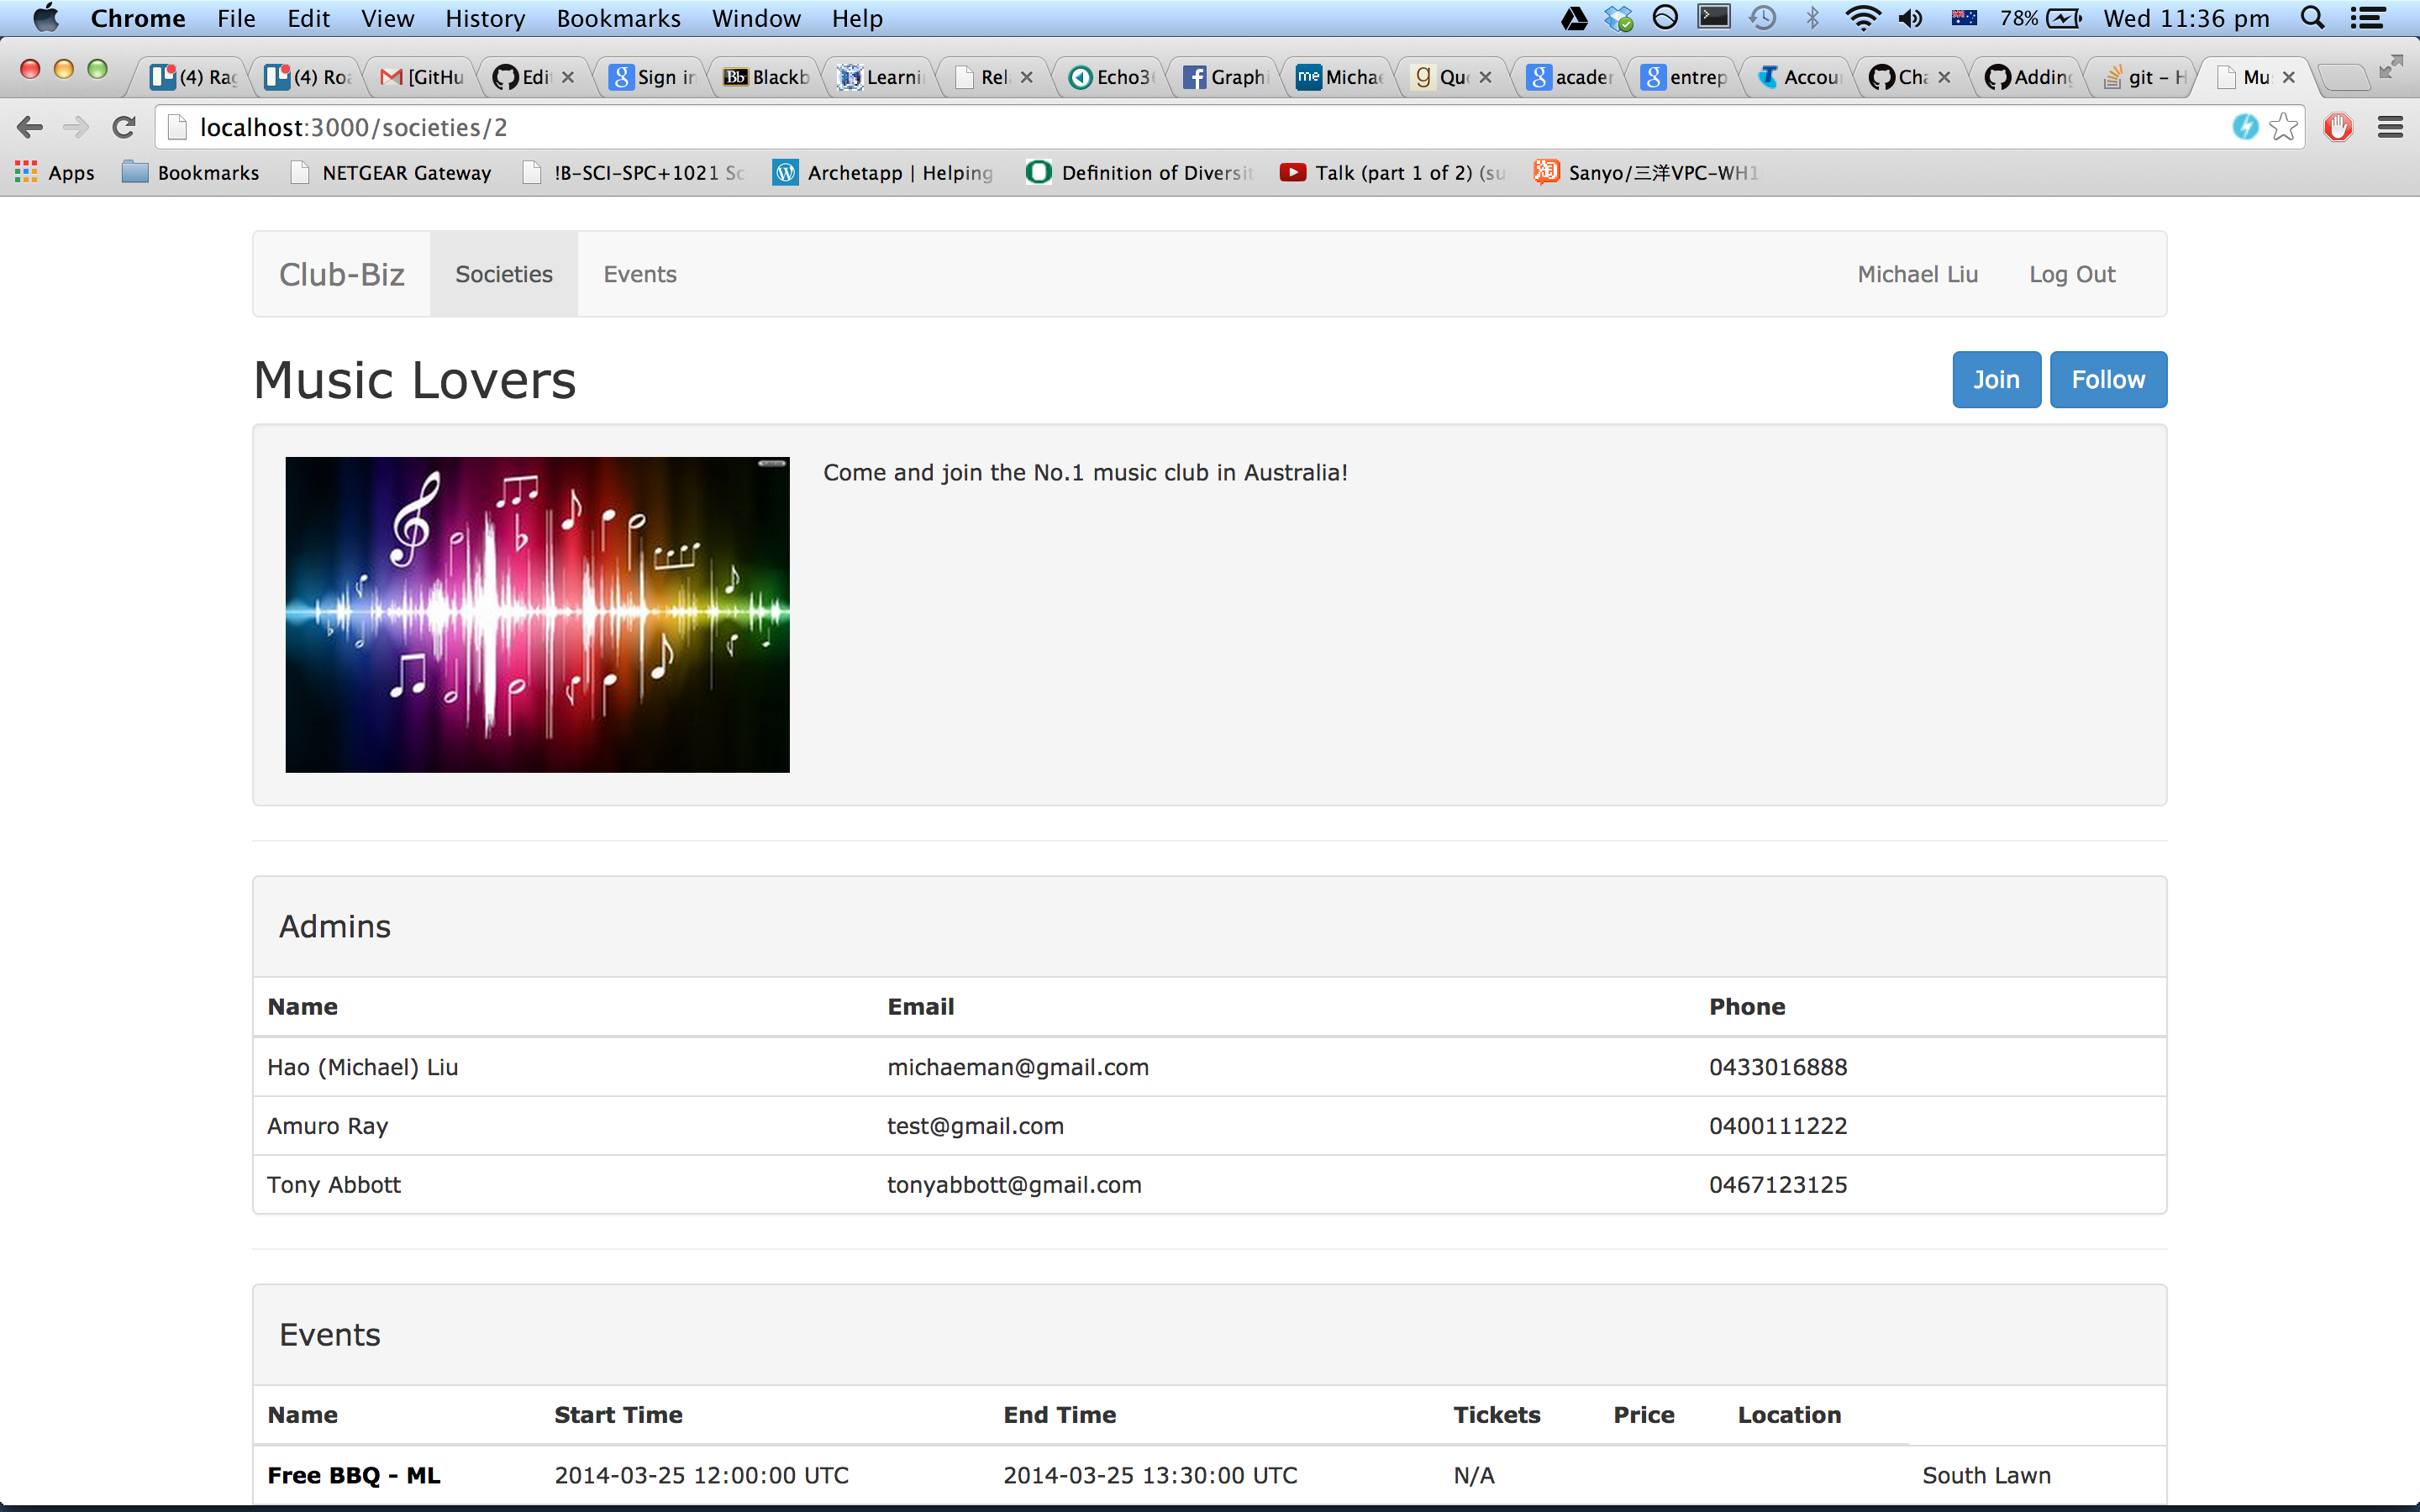 Chrome File Edit View History Bookmarks Window Help 78% Wed 11:36 pm
(4) Rag (4) Roa [GitHu Edi Sign in Blackb Learni Rel Echo3 Graphi Michae Qu acader entrep Accou Cha Adding git – H Mu
localhost:3000/societies/2
Apps Bookmarks NETGEAR Gateway !B-SCI-SPC+1021 Sc Archetapp | Helping Definition of Diversit Talk (part 1 of 2) (su Sanyo/三洋VPC-WH1
Club-Biz Societies Events Michael Liu Log Out
Music Lovers Join Follow
Come and join the No.1 music club in Australia!
Admins
Name Email Phone
Hao (Michael) Liu michaeman@gmail.com 0433016888
Amuro Ray test@gmail.com 0400111222
Tony Abbott tonyabbott@gmail.com 0467123125
Events
Name Start Time End Time Tickets Price Location
Free BBQ - ML 2014-03-25 12:00:00 UTC 2014-03-25 13:30:00 UTC N/A South Lawn